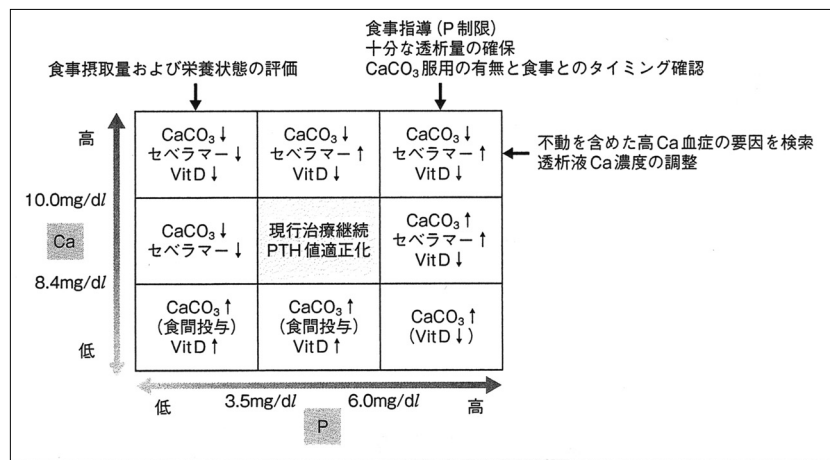 食事指導(P制限)
十分な透析量の確保
CaCO₃服用の有無と食事とのタイミング確認
食事摂取量および栄養状態の評価
高
CaCO₃↓
セベラマー↓
VitD↓
CaCO₃↓
セベラマー↑
VitD↓
CaCO₃↓
セベラマー↑
VitD↓
不動を含めた高Ca血症の要因を検索
透析液Ca濃度の調整
10.0mg/dl
Ca
CaCO₃↓
セベラマー↓
現行治療継続
PTH値適正化
CaCO₃↑
セベラマー↑
VitD↓
8.4mg/dl
低
CaCO₃↑
(食間投与)
VitD↑
CaCO₃↑
(食間投与)
VitD↑
CaCO₃↑
(VitD↓)
低
3.5mg/dl
6.0mg/dl
高
P